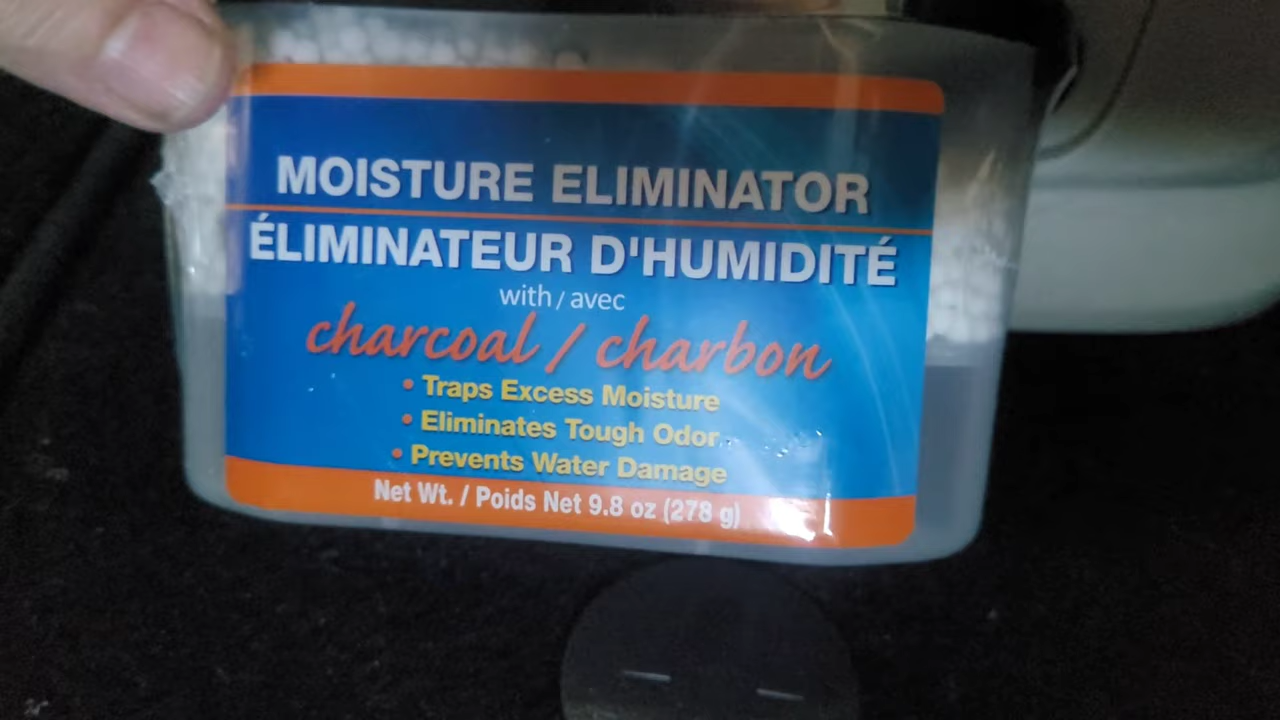 MOISTURE ELIMINATOR
ÉLIMINATEUR D'HUMIDITÉ
with / avec
charcoal / charbon
• Traps Excess Moisture
• Eliminates Tough Odor
• Prevents Water Damage
Net Wt. / Poids Net 9.8 oz (278 g)